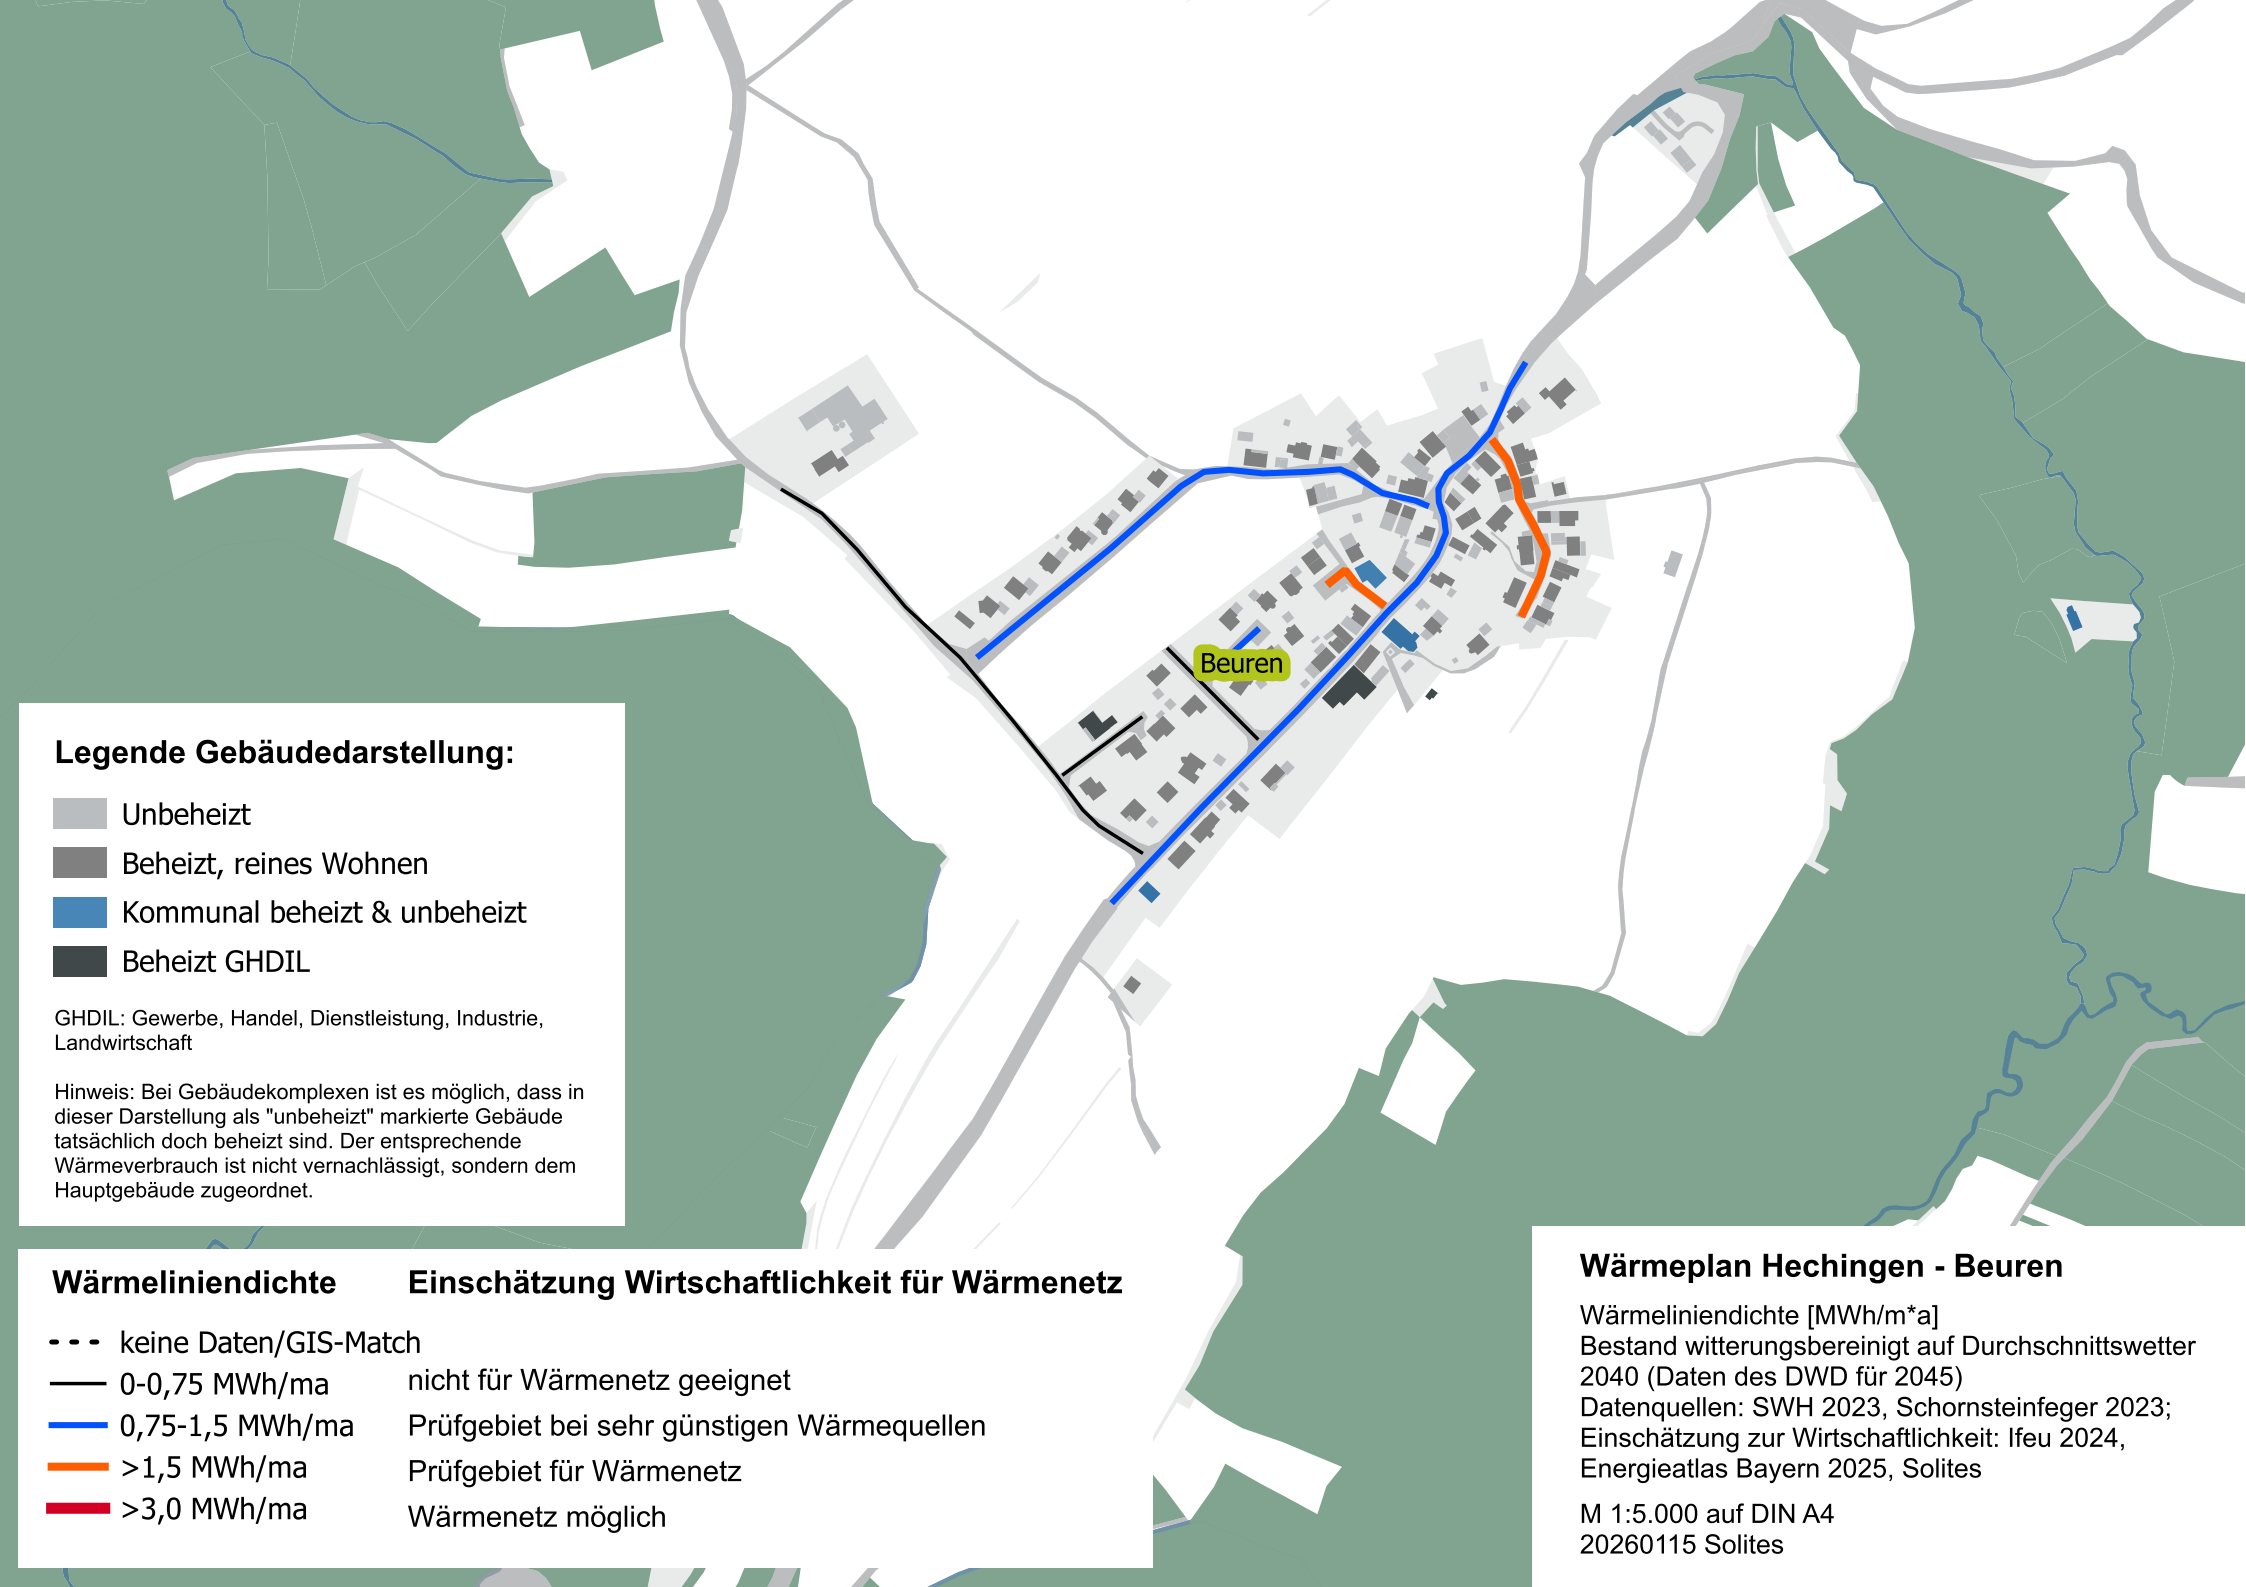 Beuren
Legende Gebäudedarstellung:
Unbeheizt
Beheizt, reines Wohnen
Kommunal beheizt & unbeheizt
Beheizt GHDIL
GHDIL: Gewerbe, Handel, Dienstleistung, Industrie,
Landwirtschaft
Hinweis: Bei Gebäudekomplexen ist es möglich, dass in
dieser Darstellung als "unbeheizt" markierte Gebäude
tatsächlich doch beheizt sind. Der entsprechende
Wärmeverbrauch ist nicht vernachlässigt, sondern dem
Hauptgebäude zugeordnet.
Wärmeliniendichte
keine Daten/GIS-Match
0-0,75 MWh/ma
0,75-1,5 MWh/ma
>1,5 MWh/ma
>3,0 MWh/ma
Einschätzung Wirtschaftlichkeit für Wärmenetz
nicht für Wärmenetz geeignet
Prüfgebiet bei sehr günstigen Wärmequellen
Prüfgebiet für Wärmenetz
Wärmenetz möglich
Wärmeplan Hechingen - Beuren
Wärmeliniendichte [MWh/m*a]
Bestand witterungsbereinigt auf Durchschnittswetter
2040 (Daten des DWD für 2045)
Datenquellen: SWH 2023, Schornsteinfeger 2023;
Einschätzung zur Wirtschaftlichkeit: Ifeu 2024,
Energieatlas Bayern 2025, Solites
M 1:5.000 auf DIN A4
20260115 Solites